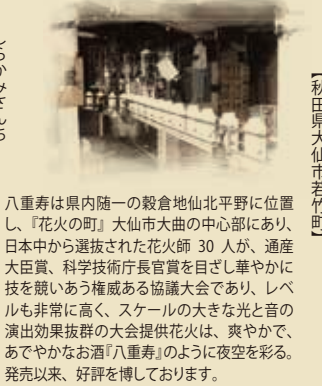 【秋田県大仙市若竹町】
八重寿は県内随一の穀倉地仙北平野に位置
し、『花火の町』大仙市大曲の中心部にあり、
日本中から選抜された花火師 30 人が、通産
大臣賞、科学技術庁長官賞を目ざし華やかに
技を競いあう権威ある協議大会であり、レベ
ルも非常に高く、スケールの大きな光と音の
演出効果抜群の大会提供花火は、爽やかで、
あでやかなお酒『八重寿』のように夜空を彩る。
発売以来、好評を博しております。